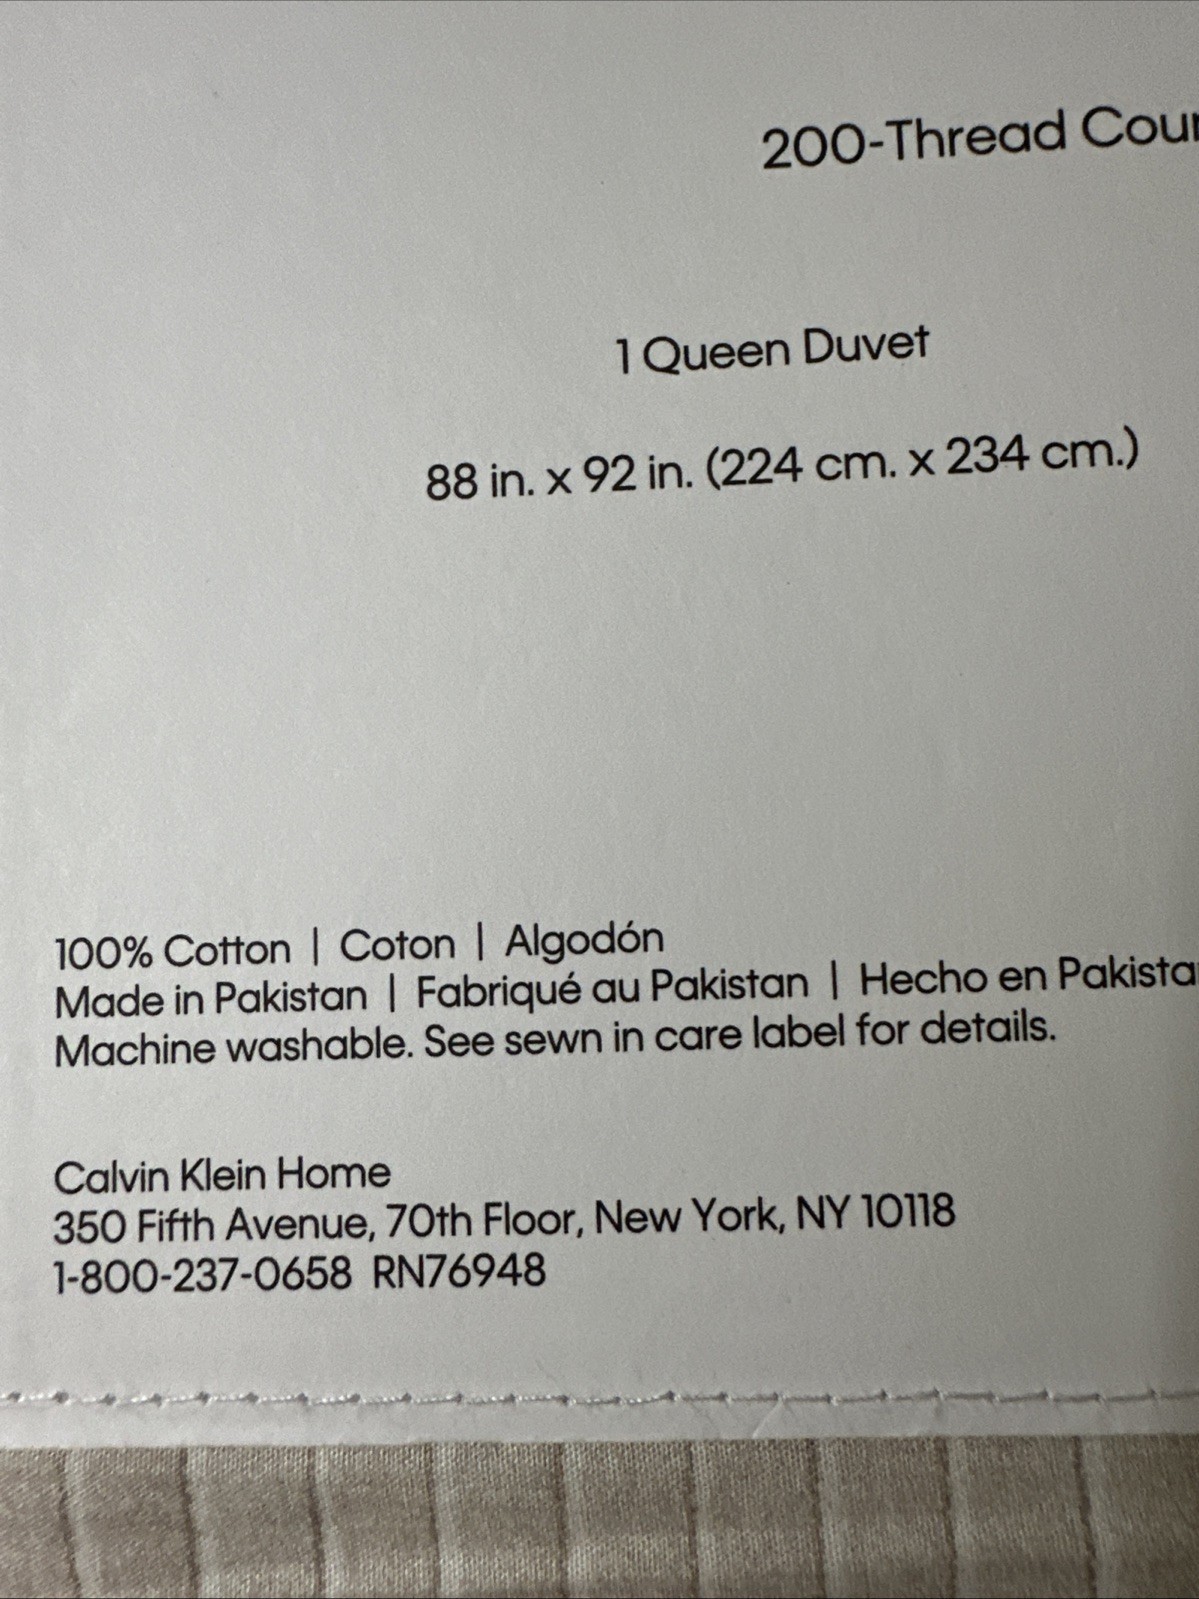 200-Thread Cou
1 Queen Duvet
88 in. x 92 in. (224 cm. x 234 cm.)
100% Cotton | Coton | Algodón
Made in Pakistan | Fabriqué au Pakistan | Hecho en Pakista
Machine washable. See sewn in care label for details.
Calvin Klein Home
350 Fifth Avenue, 70th Floor, New York, NY 10118
1-800-237-0658 RN76948